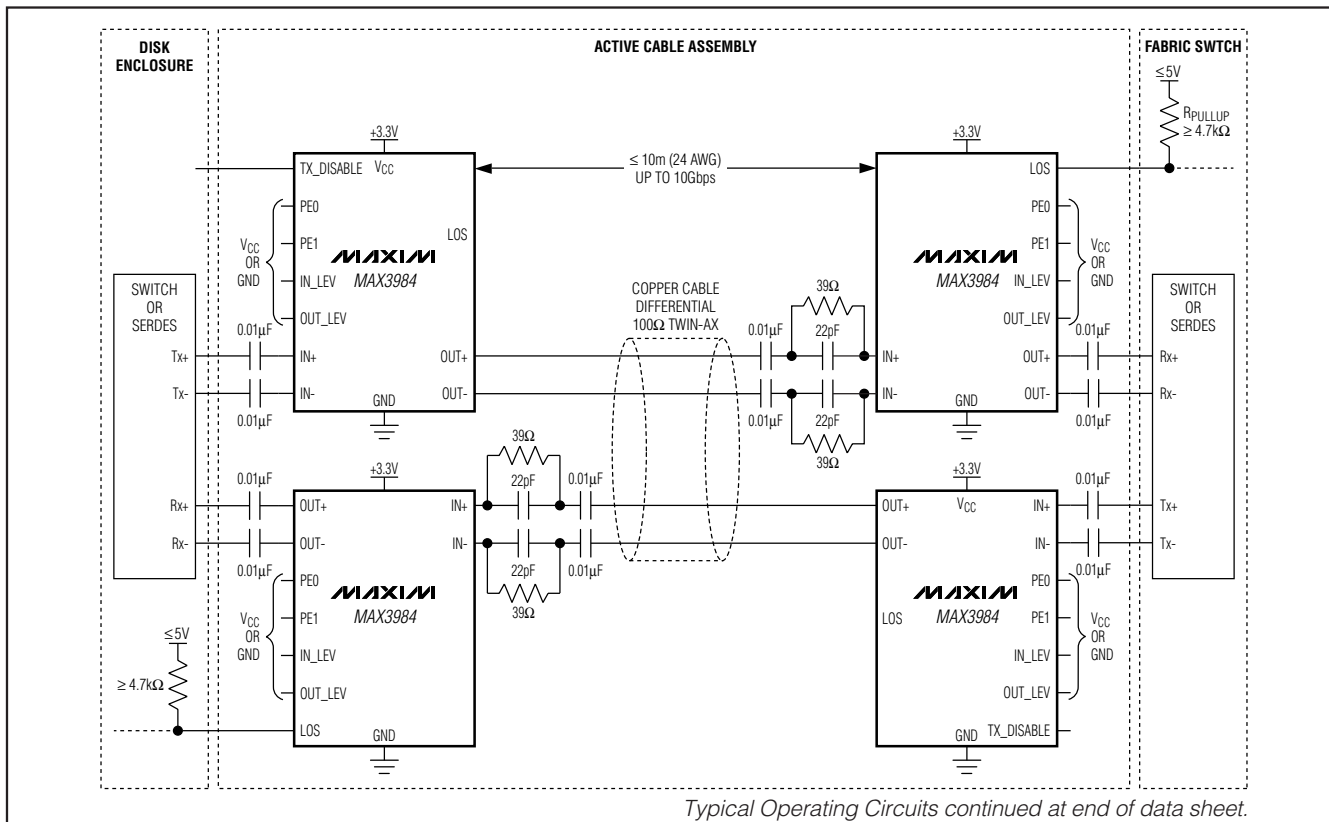 DISK
ENCLOSURE
ACTIVE CABLE ASSEMBLY
FABRIC SWTCH
≤5V
RPULLUP
≥ 4.7kΩ
+3.3V
+3.3V
TX_DISABLE VCC
≤ 10m (24 AWG)
UP TO 10Gbps
LOS
PE0
PE1
IN_LEV
OUT_LEV
VCC
OR
GND
LOS
MAXIM
MAX3984
MAXIM
MAX3984
PE0
PE1
IN_LEV
OUT_LEV
VCC
OR
GND
SWITCH
OR
SERDES
COPPER CABLE
DIFFERENTIAL
100Ω TWIN-AX
SWITCH
OR
SERDES
Tx+
Tx-
0.01µF
0.01µF
IN+
IN-
OUT+
OUT-
GND
0.01µF
0.01µF
39Ω
22pF
22pF
39Ω
IN+
IN-
OUT+
OUT-
GND
0.01µF
0.01µF
Rx+
Rx-
Rx+
Rx-
0.01µF
0.01µF
+3.3V
OUT+
OUT-
IN+
IN-
39Ω
22pF
22pF
39Ω
0.01µF
0.01µF
+3.3V
VCC
OUT+
OUT-
IN+
IN-
0.01µF
0.01µF
Tx+
Tx-
VCC
OR
GND
PE0
PE1
IN_LEV
OUT_LEV
LOS
GND
MAXIM
MAX3984
≤5V
≥ 4.7kΩ
MAXIM
MAX3984
LOS
PE0
PE1
IN_LEV
OUT_LEV
VCC
OR
GND
GND
TX_DISABLE
Typical Operating Circuits continued at end of data sheet.